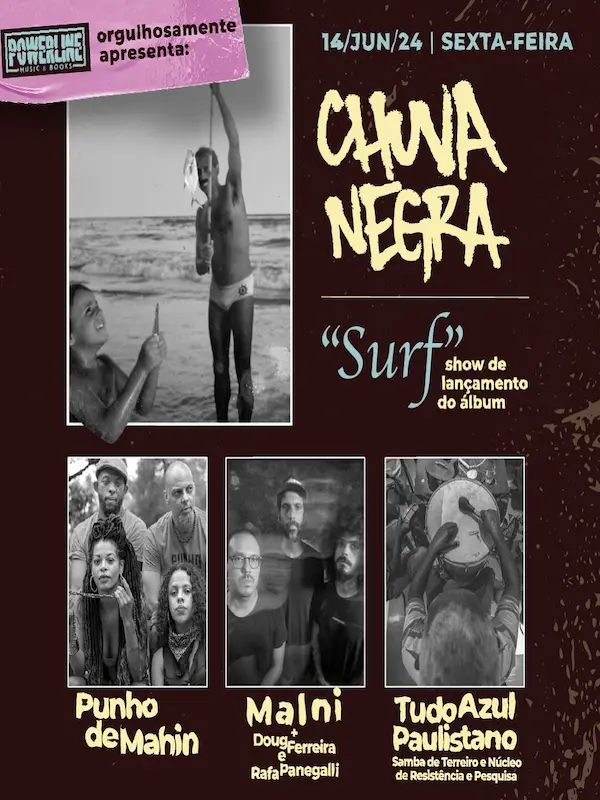 POWERLINE
MUSIC & BOOKS
orgulhosamente
apresenta:
14/JUN/24 | SEXTA-FEIRA
CHUVA
NEGRA
“Surf”
show de
lançamento
do álbum
Punho
de Mahin
Malni
+
Doug Ferreira
e
Rafa Panegalli
Tudo Azul
Paulistano
Samba de Terreiro e Núcleo
de Resistência e Pesquisa